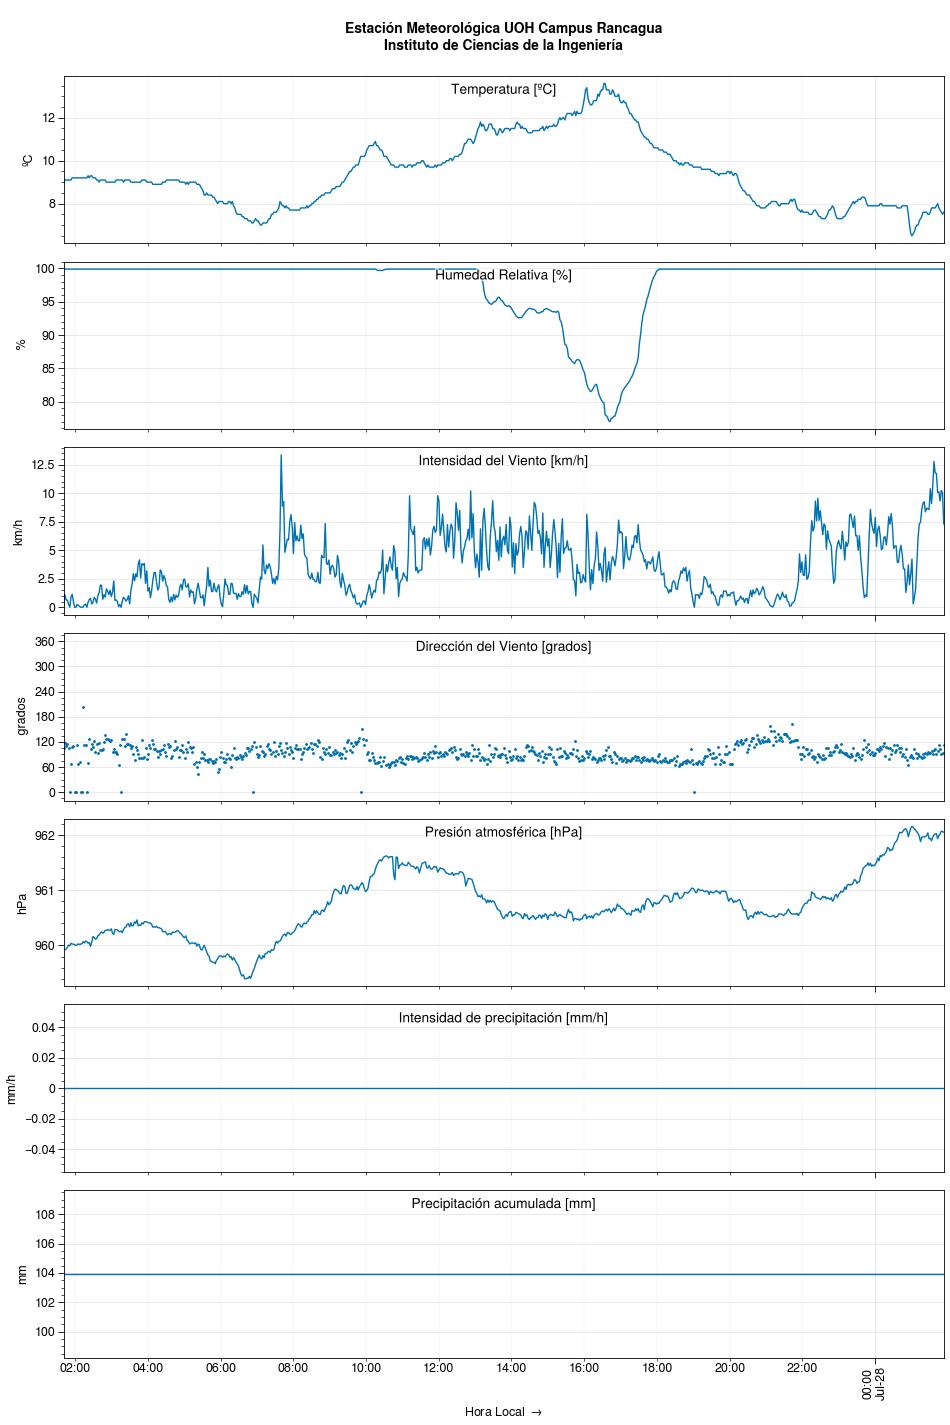 Estación Meteorológica UOH Campus Rancagua
Instituto de Ciencias de la Ingeniería
Temperatura [ºC]
12
10
8
ºC
Humedad Relativa [%]
100
95
90
85
80
%
Intensidad del Viento [km/h]
12.5
10
7.5
5
2.5
0
km/h
Dirección del Viento [grados]
360
300
240
180
120
60
0
grados
Presión atmosférica [hPa]
962
961
960
hPa
Intensidad de precipitación [mm/h]
0.04
0.02
0
−0.02
−0.04
mm/h
Precipitación acumulada [mm]
108
106
104
102
100
mm
02:00 04:00 06:00 08:00 10:00 12:00 14:00 16:00 18:00 20:00 22:00
00:00
Jul-28
Hora Local →